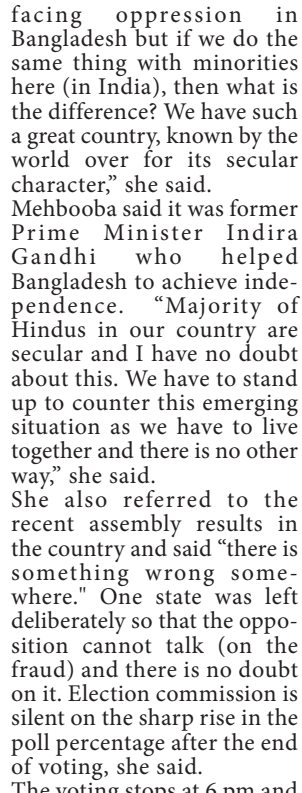 facing oppression in
Bangladesh but if we do the
same thing with minorities
here (in India), then what is
the difference? We have such
a great country, known by the
world over for its secular
character,” she said.
Mehbooba said it was former
Prime Minister Indira
Gandhi who helped
Bangladesh to achieve inde-
pendence. “Majority of
Hindus in our country are
secular and I have no doubt
about this. We have to stand
up to counter this emerging
situation as we have to live
together and there is no other
way,” she said.
She also referred to the
recent assembly results in
the country and said “there is
something wrong some-
where." One state was left
deliberately so that the oppo-
sition cannot talk (on the
fraud) and there is no doubt
on it. Election commission is
silent on the sharp rise in the
poll percentage after the end
of voting, she said.
The voting stops at 6 pm and